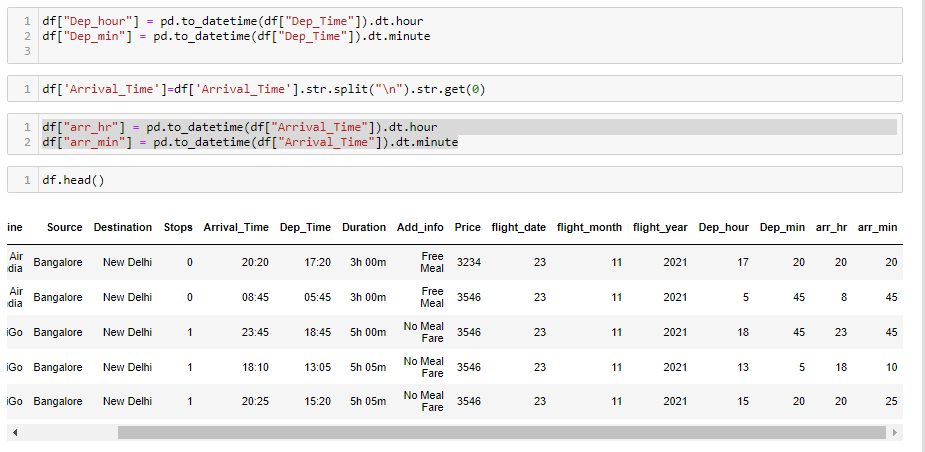 1 df["Dep_hour"] = pd.to_datetime(df["Dep_Time"]).dt.hour
2 df["Dep_min"] = pd.to_datetime(df["Dep_Time"]).dt.minute
3
1 df['Arrival_Time']=df['Arrival_Time'].str.split("\n").str.get(0)
1 df["arr_hr"] = pd.to_datetime(df["Arrival_Time"]).dt.hour
2 df["arr_min"] = pd.to_datetime(df["Arrival_Time"]).dt.minute
1 df.head()
ine Source Destination Stops Arrival_Time Dep_Time Duration Add_info Price flight_date flight_month flight_year Dep_hour Dep_min arr_hr arr_min
Air dia Bangalore New Delhi 0 20:20 17:20 3h 00m Free Meal 3234 23 11 2021 17 20 20 20
Air dia Bangalore New Delhi 0 08:45 05:45 3h 00m Free Meal 3546 23 11 2021 5 45 8 45
iGo Bangalore New Delhi 1 23:45 18:45 5h 00m No Meal Fare 3546 23 11 2021 18 45 23 45
iGo Bangalore New Delhi 1 18:10 13:05 5h 05m No Meal Fare 3546 23 11 2021 13 5 18 10
iGo Bangalore New Delhi 1 20:25 15:20 5h 05m No Meal Fare 3546 23 11 2021 15 20 20 25